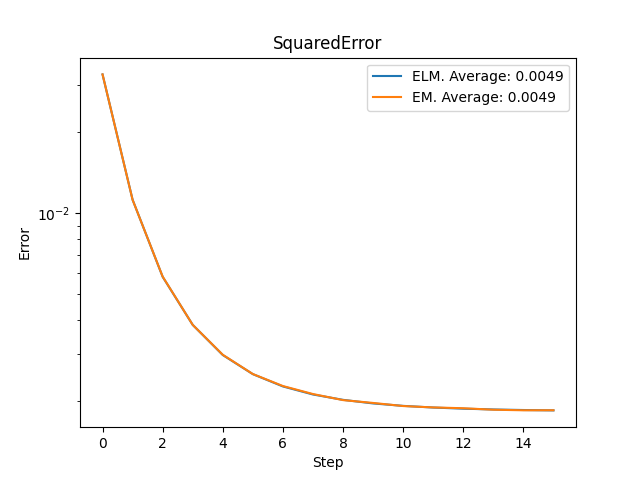 SquaredError
ELM. Average: 0.0049
EM. Average: 0.0049
10⁻²
Error
0 2 4 6 8 10 12 14
Step